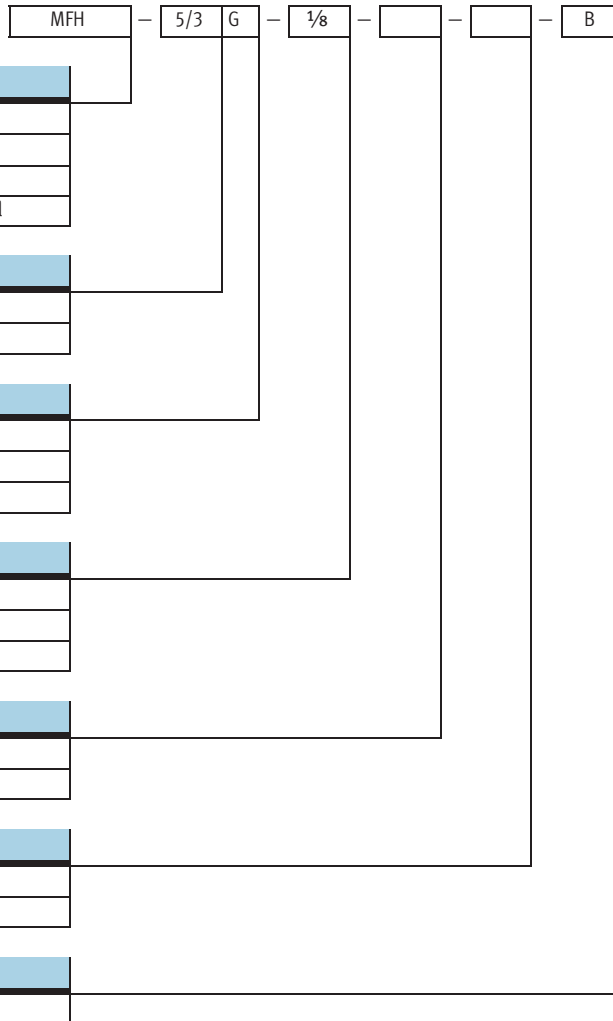 MFH – 5/3 G – ⅛ – – – B